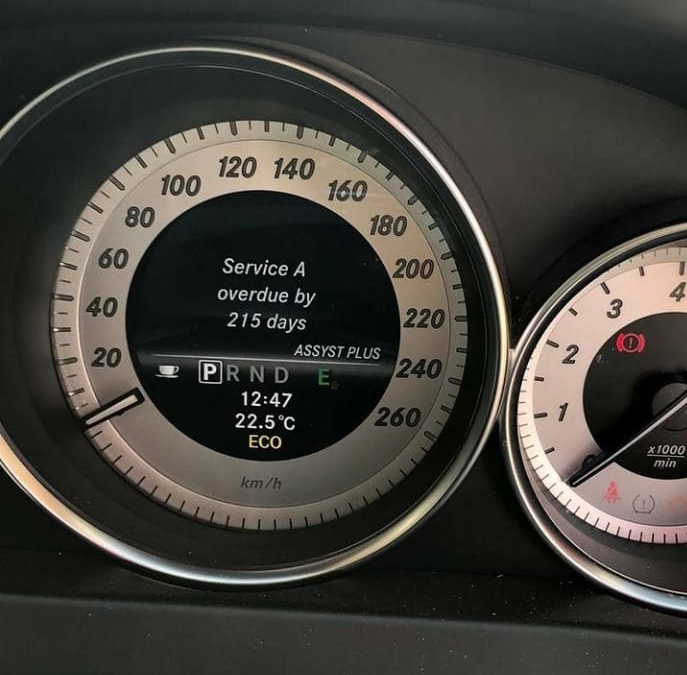 20
40
60
80
100
120
140
160
180
200
220
240
260
Service A
overdue by
215 days
ASSYST PLUS
P R N D E
12:47
22.5°C
ECO
km/h
1
2
3
4
x1000
min